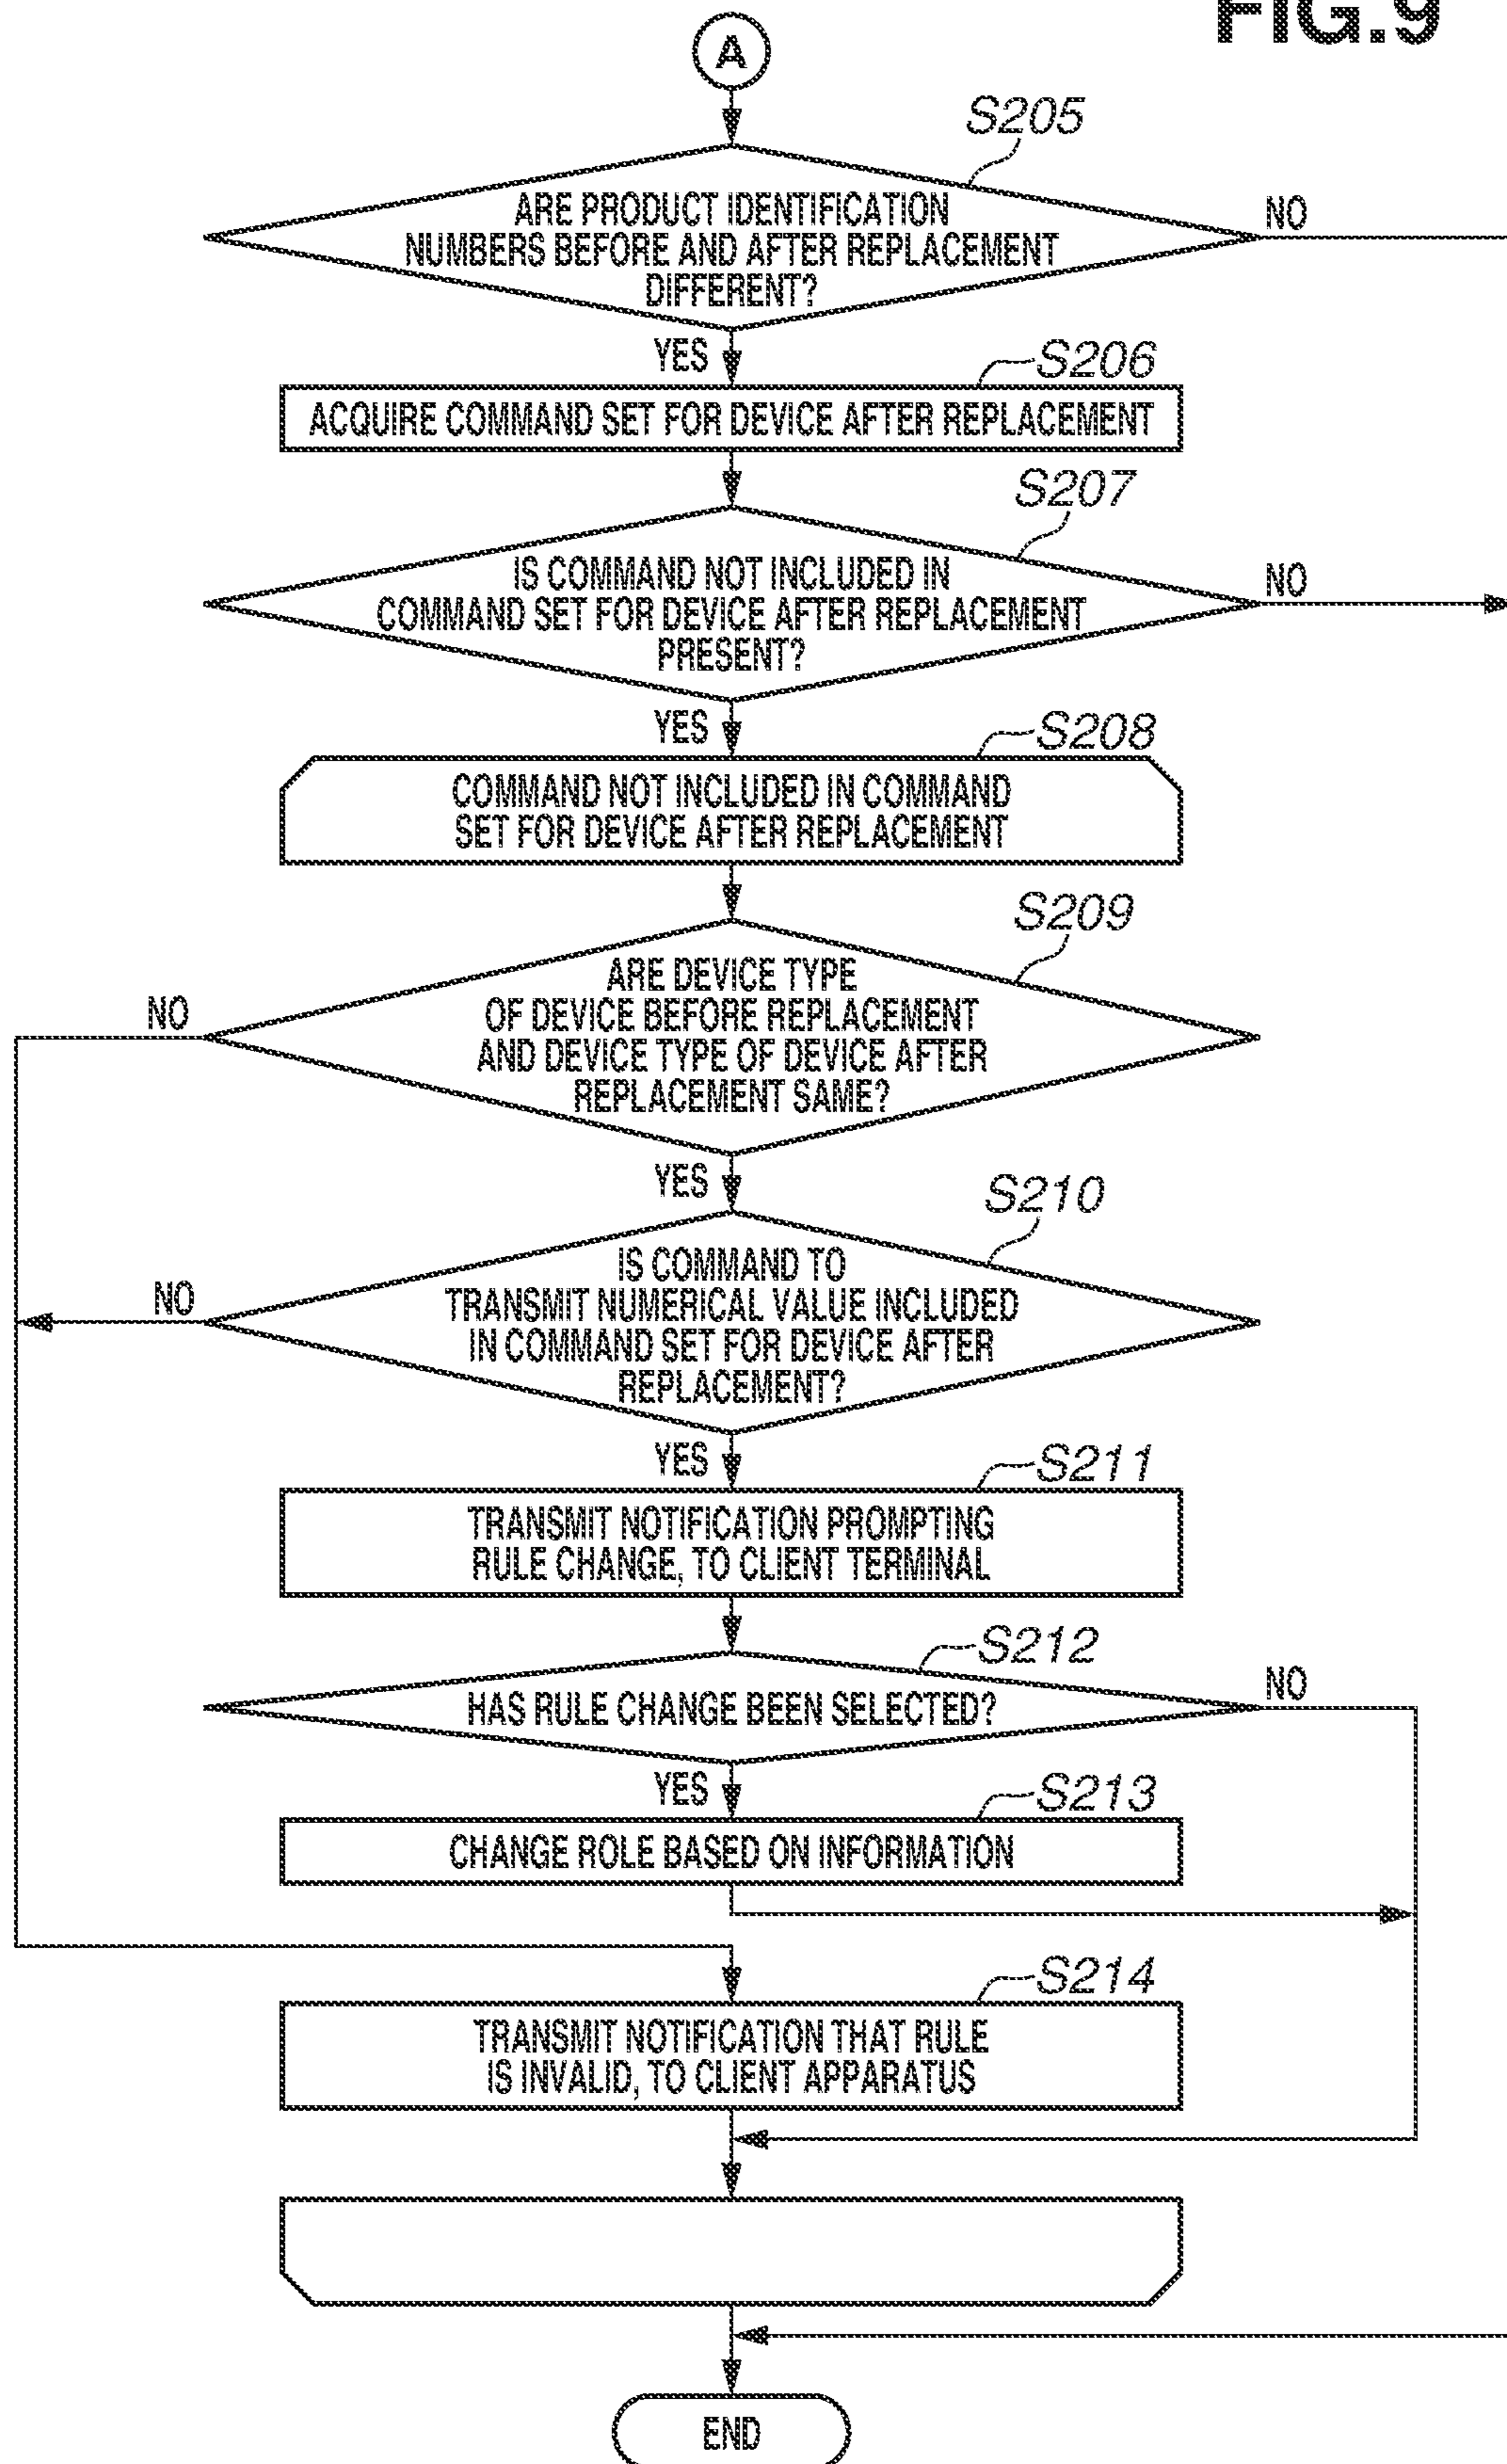 FIG.9
A
S205
ARE PRODUCT IDENTIFICATION
NUMBERS BEFORE AND AFTER REPLACEMENT
DIFFERENT?
NO
YES
S206
ACQUIRE COMMAND SET FOR DEVICE AFTER REPLACEMENT
S207
IS COMMAND NOT INCLUDED IN
COMMAND SET FOR DEVICE AFTER REPLACEMENT
PRESENT?
NO
YES
S208
COMMAND NOT INCLUDED IN COMMAND
SET FOR DEVICE AFTER REPLACEMENT
S209
ARE DEVICE TYPE
OF DEVICE BEFORE REPLACEMENT
AND DEVICE TYPE OF DEVICE AFTER
REPLACEMENT SAME?
NO
YES
S210
IS COMMAND TO
TRANSMIT NUMERICAL VALUE INCLUDED
IN COMMAND SET FOR DEVICE AFTER
REPLACEMENT?
NO
YES
S211
TRANSMIT NOTIFICATION PROMPTING
RULE CHANGE, TO CLIENT TERMINAL
S212
HAS RULE CHANGE BEEN SELECTED?
NO
YES
S213
CHANGE ROLE BASED ON INFORMATION
S214
TRANSMIT NOTIFICATION THAT RULE
IS INVALID, TO CLIENT APPARATUS
END